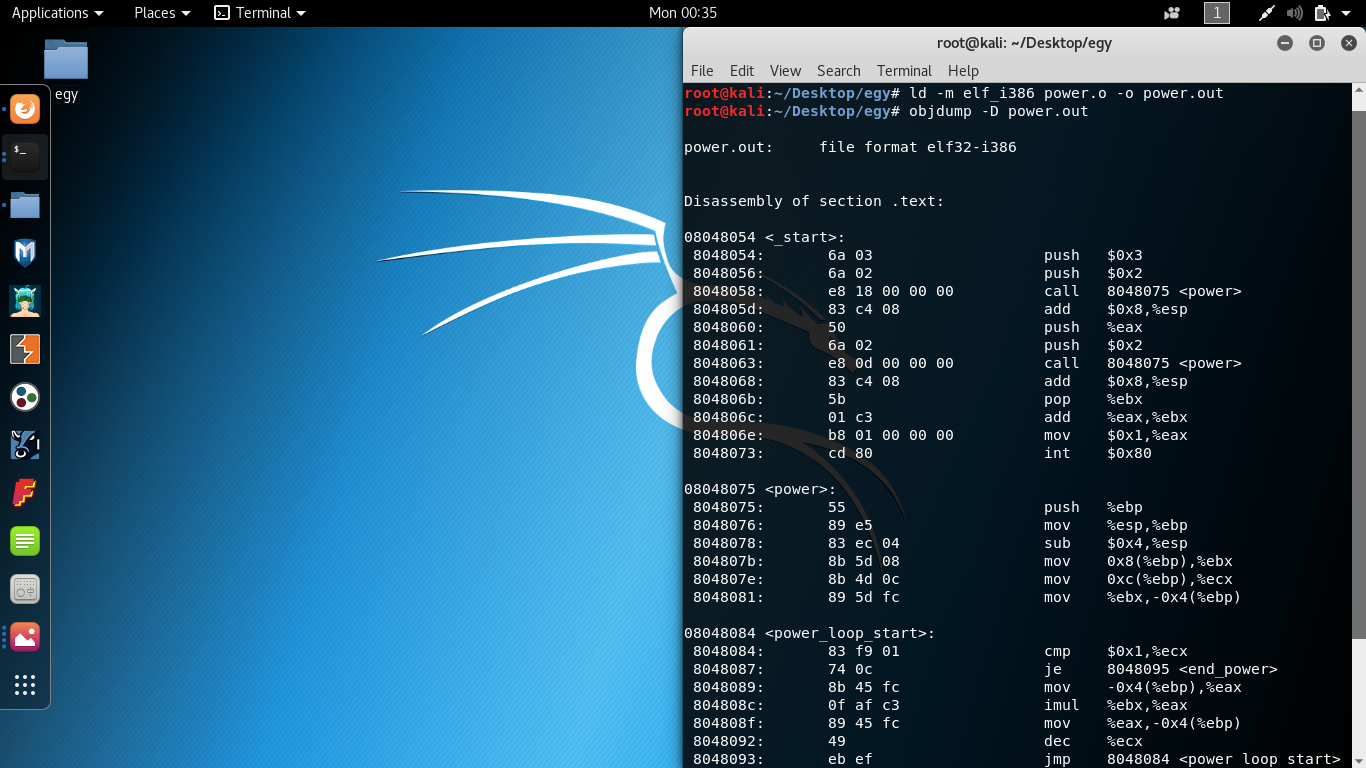 Applications Places Terminal Mon 00:35 1
egy
root@kali: ~/Desktop/egy
File Edit View Search Terminal Help
root@kali:~/Desktop/egy# ld -m elf_i386 power.o -o power.out
root@kali:~/Desktop/egy# objdump -D power.out
power.out:     file format elf32-i386
Disassembly of section .text:
08048054 <_start>:
 8048054:	6a 03	push   $0x3
 8048056:	6a 02	push   $0x2
 8048058:	e8 18 00 00 00	call   8048075 <power>
 804805d:	83 c4 08	add    $0x8,%esp
 8048060:	50	push   %eax
 8048061:	6a 02	push   $0x2
 8048063:	e8 0d 00 00 00	call   8048075 <power>
 8048068:	83 c4 08	add    $0x8,%esp
 804806b:	5b	pop    %ebx
 804806c:	01 c3	add    %eax,%ebx
 804806e:	b8 01 00 00 00	mov    $0x1,%eax
 8048073:	cd 80	int    $0x80
08048075 <power>:
 8048075:	55	push   %ebp
 8048076:	89 e5	mov    %esp,%ebp
 8048078:	83 ec 04	sub    $0x4,%esp
 804807b:	8b 5d 08	mov    0x8(%ebp),%ebx
 804807e:	8b 4d 0c	mov    0xc(%ebp),%ecx
 8048081:	89 5d fc	mov    %ebx,-0x4(%ebp)
08048084 <power_loop_start>:
 8048084:	83 f9 01	cmp    $0x1,%ecx
 8048087:	74 0c	je     8048095 <end_power>
 8048089:	8b 45 fc	mov    -0x4(%ebp),%eax
 804808c:	0f af c3	imul   %ebx,%eax
 804808f:	89 45 fc	mov    %eax,-0x4(%ebp)
 8048092:	49	dec    %ecx
 8048093:	eb ef	jmp    8048084 <power_loop_start>